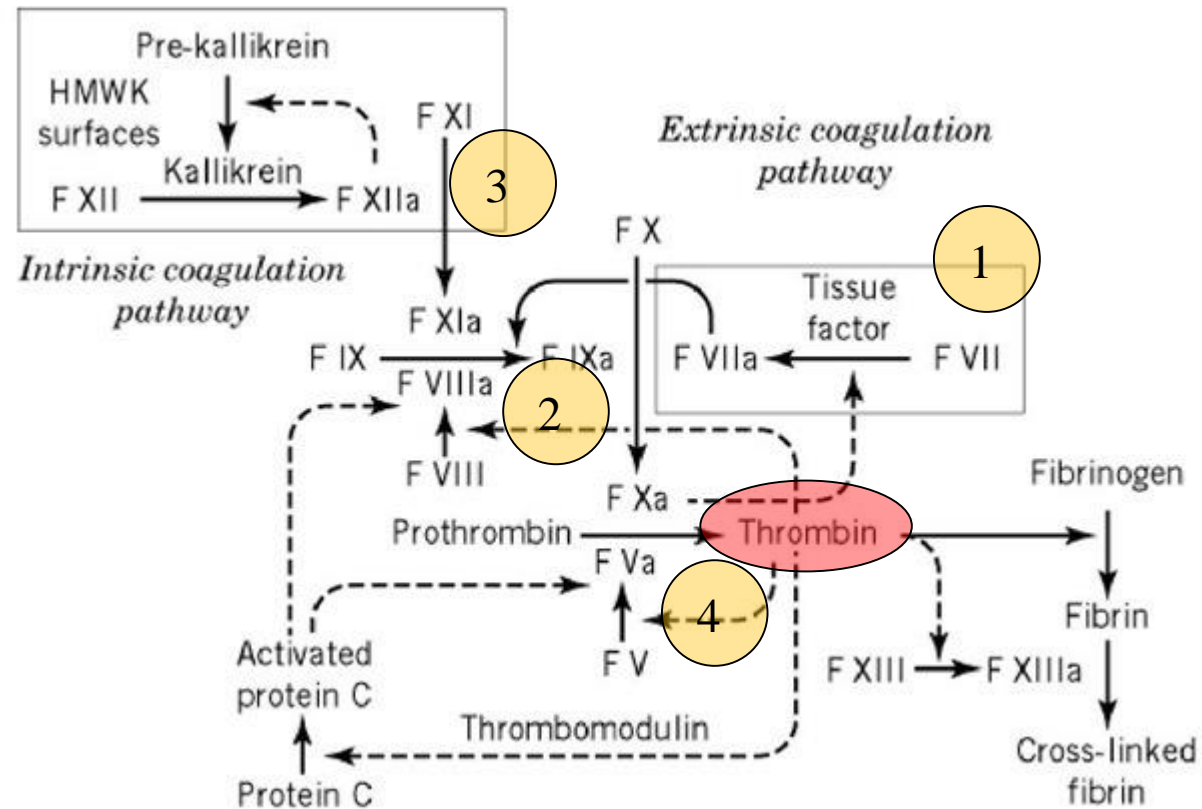 Pre-kallikrein
HMWK
surfaces
F XI
Kallikrein
F XII
F XIIa
3
Extrinsic coagulation
pathway
Intrinsic coagulation
pathway
F X
1
Tissue
factor
F XIa
F IX
F IXa
F VIIa
F VII
F VIIIa
2
F VIII
F Xa
Fibrinogen
Prothrombin
Thrombin
F Va
4
Fibrin
F V
F XIII
F XIIIa
Activated
protein C
Thrombomodulin
Cross-linked
fibrin
Protein C